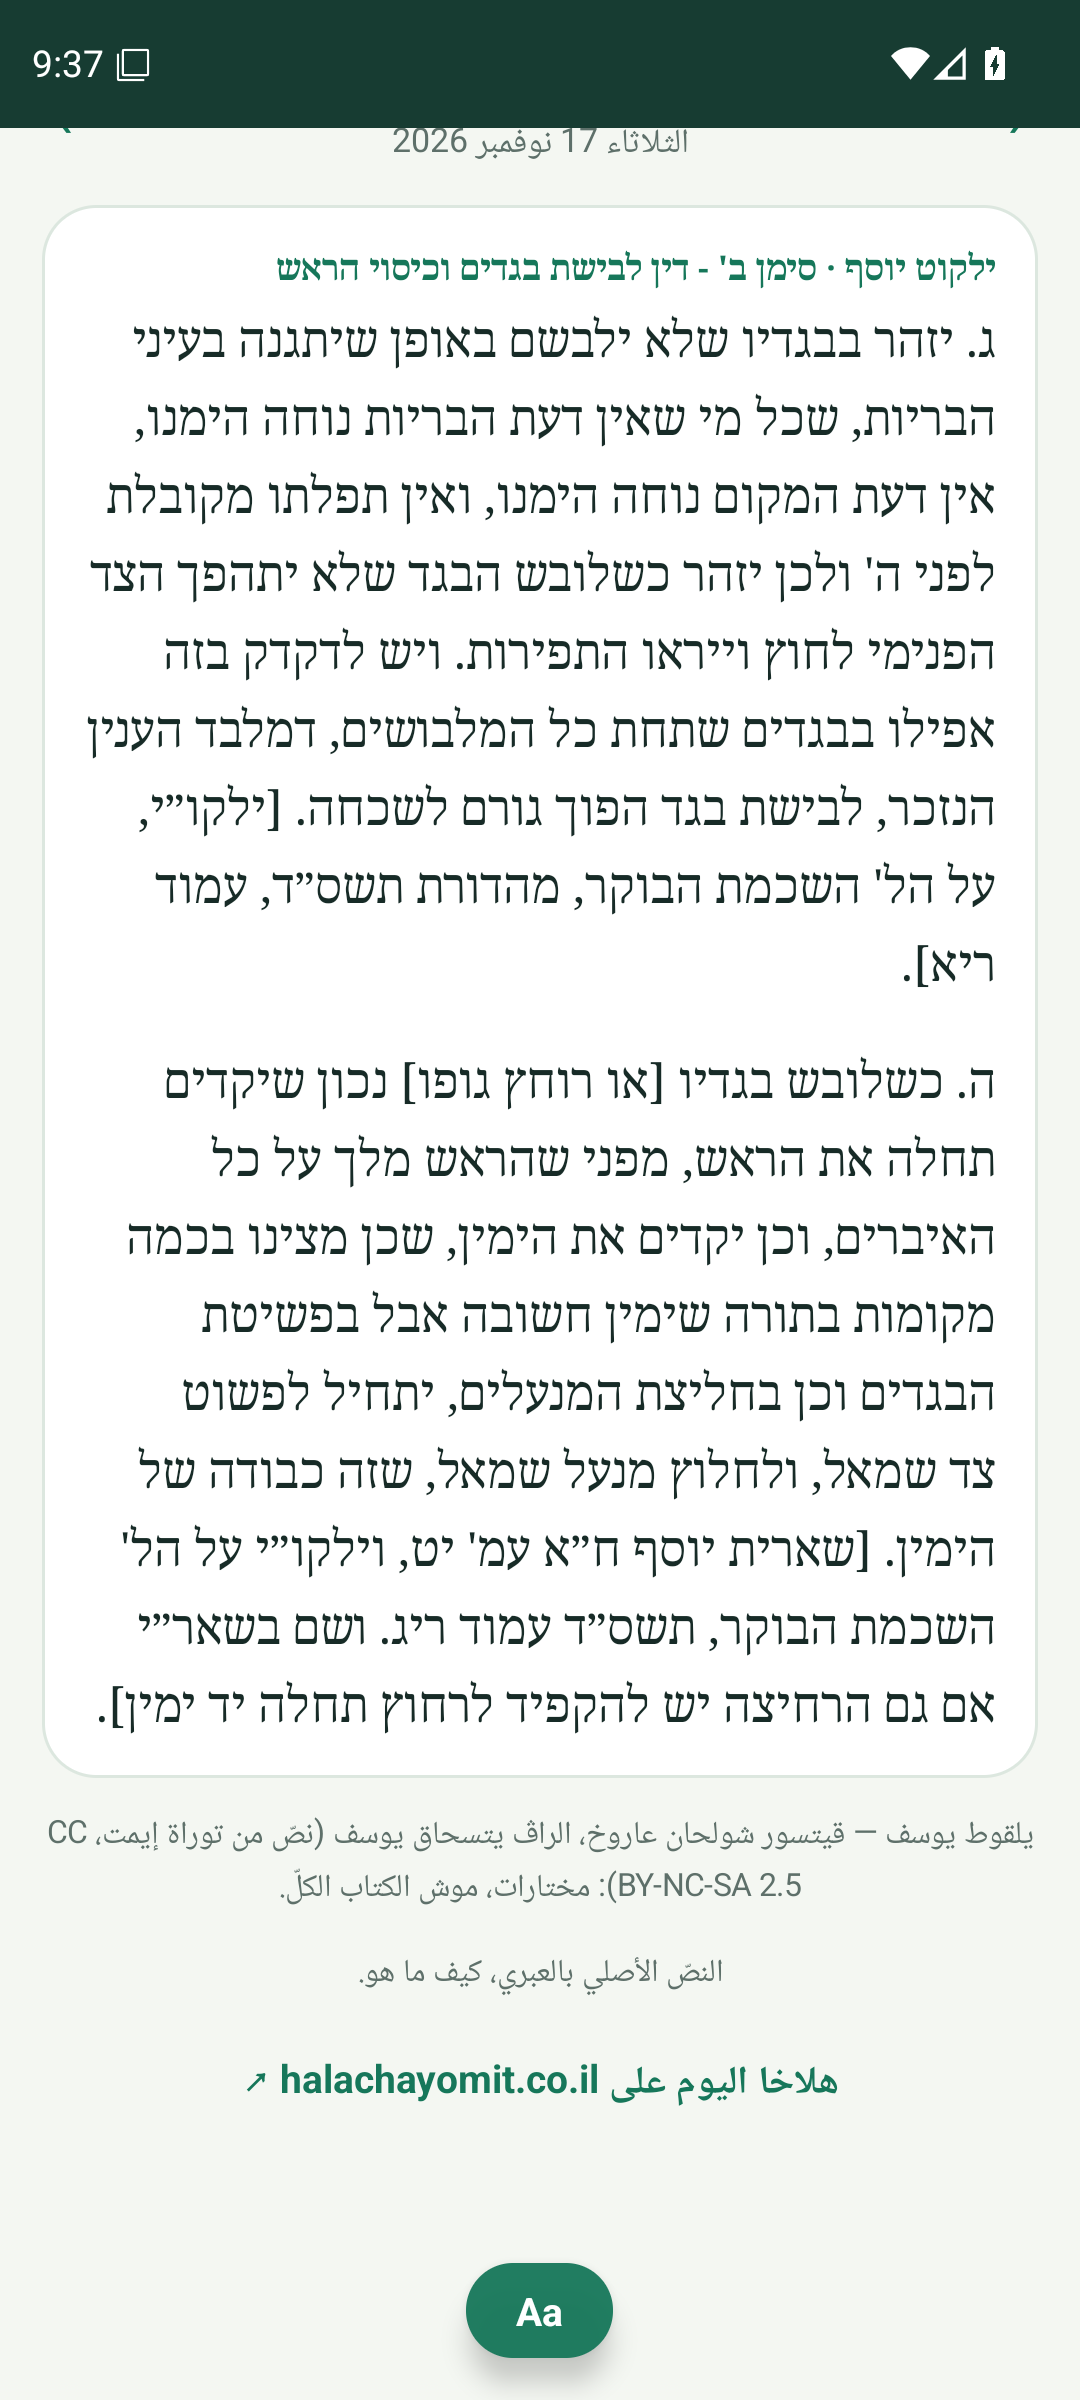 9:37
الثلاثاء 17 نوفمبر 2026
ילקוט יוסף · סימן ב' - דין לבישת בגדים וכיסוי הראש
ג. יזהר בבגדיו שלא ילבשם באופן שיתגנה בעיני
הבריות, שכל מי שאין דעת הבריות נוחה הימנו,
אין דעת המקום נוחה הימנו, ואין תפלתו מקובלת
לפני ה' ולכן יזהר כשלובש הבגד שלא יתהפך הצד
הפנימי לחוץ וייראו התפירות. ויש לדקדק בזה
אפילו בבגדים שתחת כל המלבושים, דמלבד הענין
הנזכר, לבישת בגד הפוך גורם לשכחה. [ילקו״י,
על הל' השכמת הבוקר, מהדורת תשס״ד, עמוד
ריא].
ה. כשלובש בגדיו [או רוחץ גופו] נכון שיקדים
תחלה את הראש, מפני שהראש מלך על כל
האיברים, וכן יקדים את הימין, שכן מצינו בכמה
מקומות בתורה שימין חשובה אבל בפשיטת
הבגדים וכן בחליצת המנעלים, יתחיל לפשוט
צד שמאל, ולחלוץ מנעל שמאל, שזה כבודה של
הימין. [שארית יוסף ח״א עמ' יט, וילקו״י על הל'
השכמת הבוקר, תשס״ד עמוד ריג. ושם בשאר״י
אם גם הרחיצה יש להקפיד לרחוץ תחלה יד ימין].
يلقوط يوسف — قيتسور شولحان عاروخ، الراڤ يتسحاق يوسف (نصّ من توراة إيمت، CC
BY-NC-SA 2.5): مختارات، موش الكتاب الكلّ.
النصّ الأصلي بالعبري، كيف ما هو.
هلاخا اليوم على halachayomit.co.il ↗
Aa